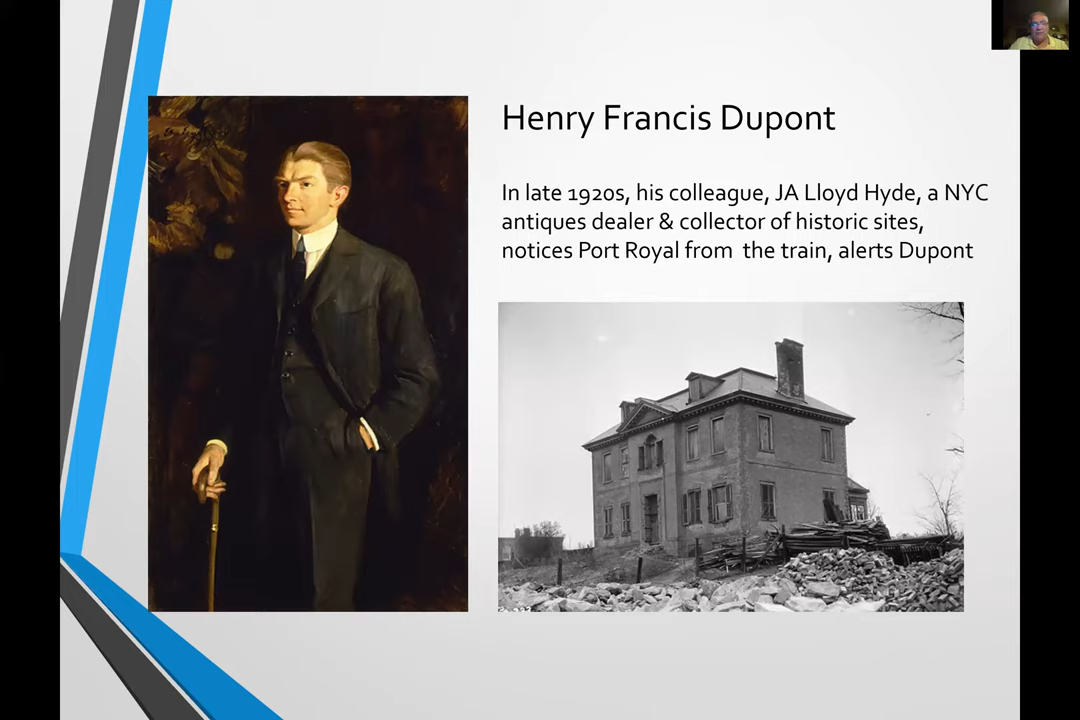 Henry Francis Dupont
In late 1920s, his colleague, JA Lloyd Hyde, a NYC
antiques dealer & collector of historic sites,
notices Port Royal from the train, alerts Dupont